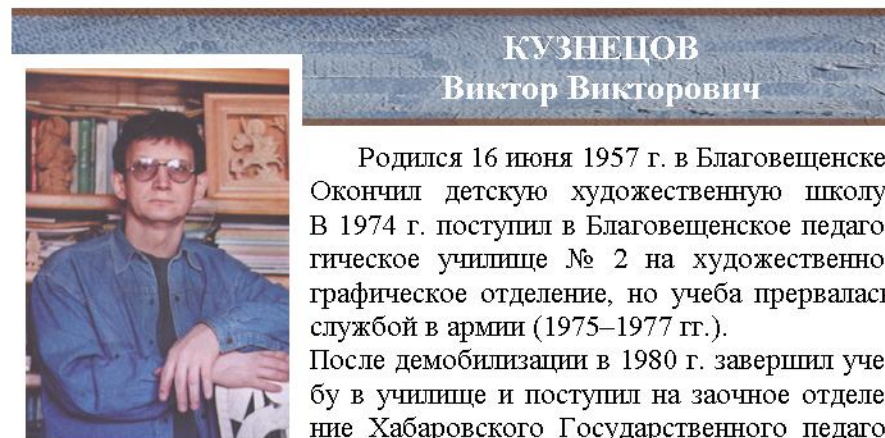 КУЗНЕЦОВ
Виктор Викторович
Родился 16 июня 1957 г. в Благовещенске
Окончил детскую художественную школу
В 1974 г. поступил в Благовещенское педаго
гическое училище № 2 на художественно
графическое отделение, но учеба прервалас
службой в армии (1975–1977 гг.).
После демобилизации в 1980 г. завершил уче
бу в училище и поступил на заочное отделе
ние Хабаровского Государственного педаго